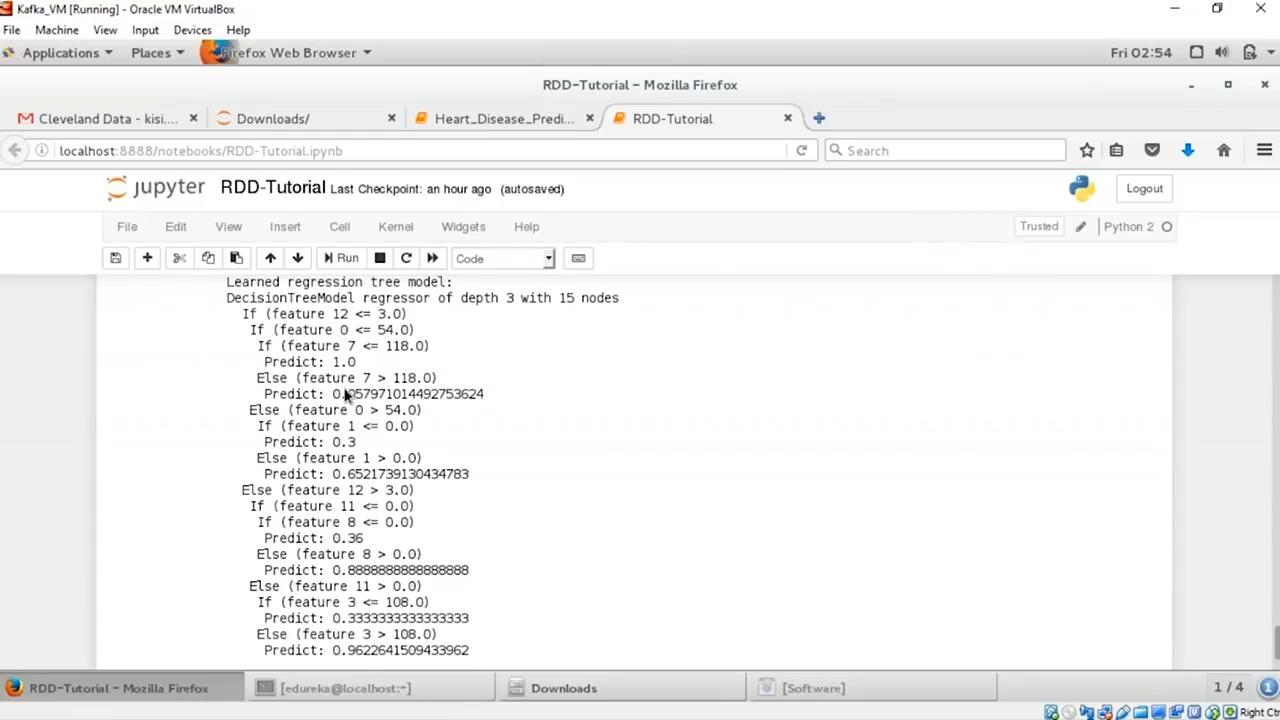 Kafka_VM [Running] - Oracle VM VirtualBox
File Machine View Input Devices Help
Applications Places Firefox Web Browser Fri 02:54
RDD-Tutorial - Mozilla Firefox
Cleveland Data - kisi.... Downloads/ Heart_Disease_Predi... RDD-Tutorial
localhost:8888/notebooks/RDD-Tutorial.ipynb Search
jupyter RDD-Tutorial Last Checkpoint: an hour ago (autosaved) Logout
File Edit View Insert Cell Kernel Widgets Help Trusted Python 2
Run Code
Learned regression tree model:
DecisionTreeModel regressor of depth 3 with 15 nodes
If (feature 12 <= 3.0)
If (feature 0 <= 54.0)
If (feature 7 <= 118.0)
Predict: 1.0
Else (feature 7 > 118.0)
Predict:
Else (feature 0 > 54.0)
If (feature 1 <= 0.0)
Predict: 0.3
Else (feature 1 > 0.0)
Predict: 0.6521739130434783
Else (feature 12 > 3.0)
If (feature 11 <= 0.0)
If (feature 8 <= 0.0)
Predict: 0.36
Else (feature 8 > 0.0)
Predict: 0.8888888888888888
Else (feature 11 > 0.0)
If (feature 3 <= 108.0)
Predict: 0.3333333333333333
Else (feature 3 > 108.0)
Predict: 0.9622641509433962
RDD-Tutorial - Mozilla Firefox [edureka@localhost:~] Downloads [Software] 1 / 4 1
Right Ctr